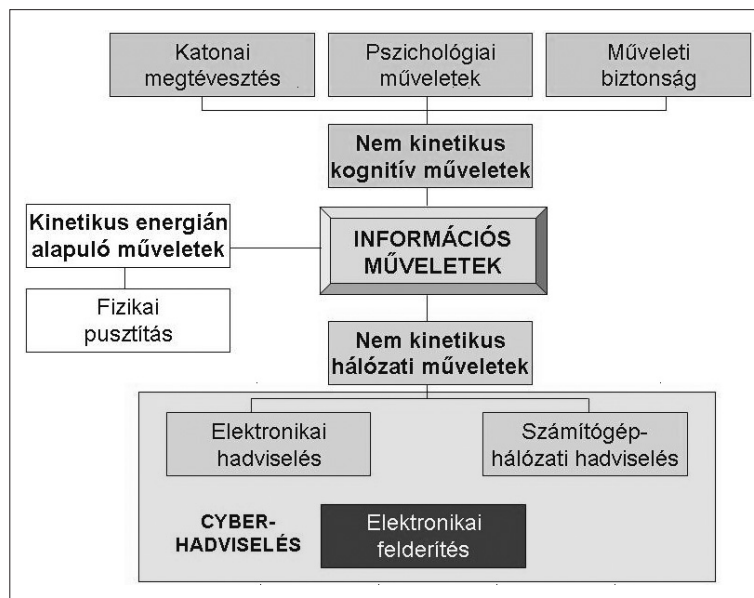 Katonai
megtévesztés
Pszichológiai
műveletek
Műveleti
biztonság
Nem kinetikus
kognitív műveletek
Kinetikus energián
alapuló műveletek
INFORMÁCIÓS
MŰVELETEK
Fizikai
pusztítás
Nem kinetikus
hálózati műveletek
Elektronikai
hadviselés
Számítógép-
hálózati hadviselés
CYBER-
HADVISELÉS
Elektronikai
felderítés